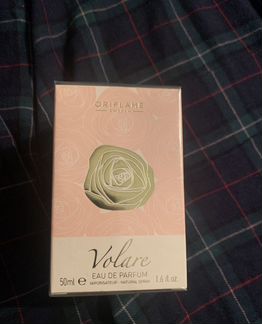 ORIFLAME
SWEDEN
Volare
EAU DE PARFUM
VAPORISATEUR - NATURAL SPRAY
50ml e 1.6 fl.oz.